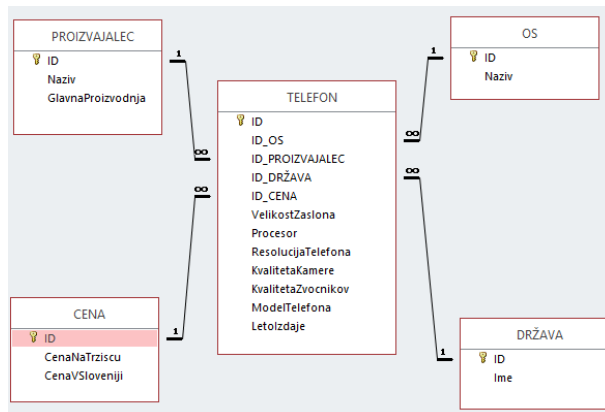 PROIZVAJALEC
ID
Naziv
GlavnaProizvodnja
1
∞
OS
ID
Naziv
1
∞
TELEFON
ID
ID_OS
ID_PROIZVAJALEC
ID_DRŽAVA
ID_CENA
VelikostZaslona
Procesor
ResolucijaTelefona
KvalitetaKamere
KvalitetaZvocnikov
ModelTelefona
LetoIzdaje
∞
∞
CENA
ID
CenaNaTrziscu
CenaVSloveniji
1
DRŽAVA
ID
Ime
1